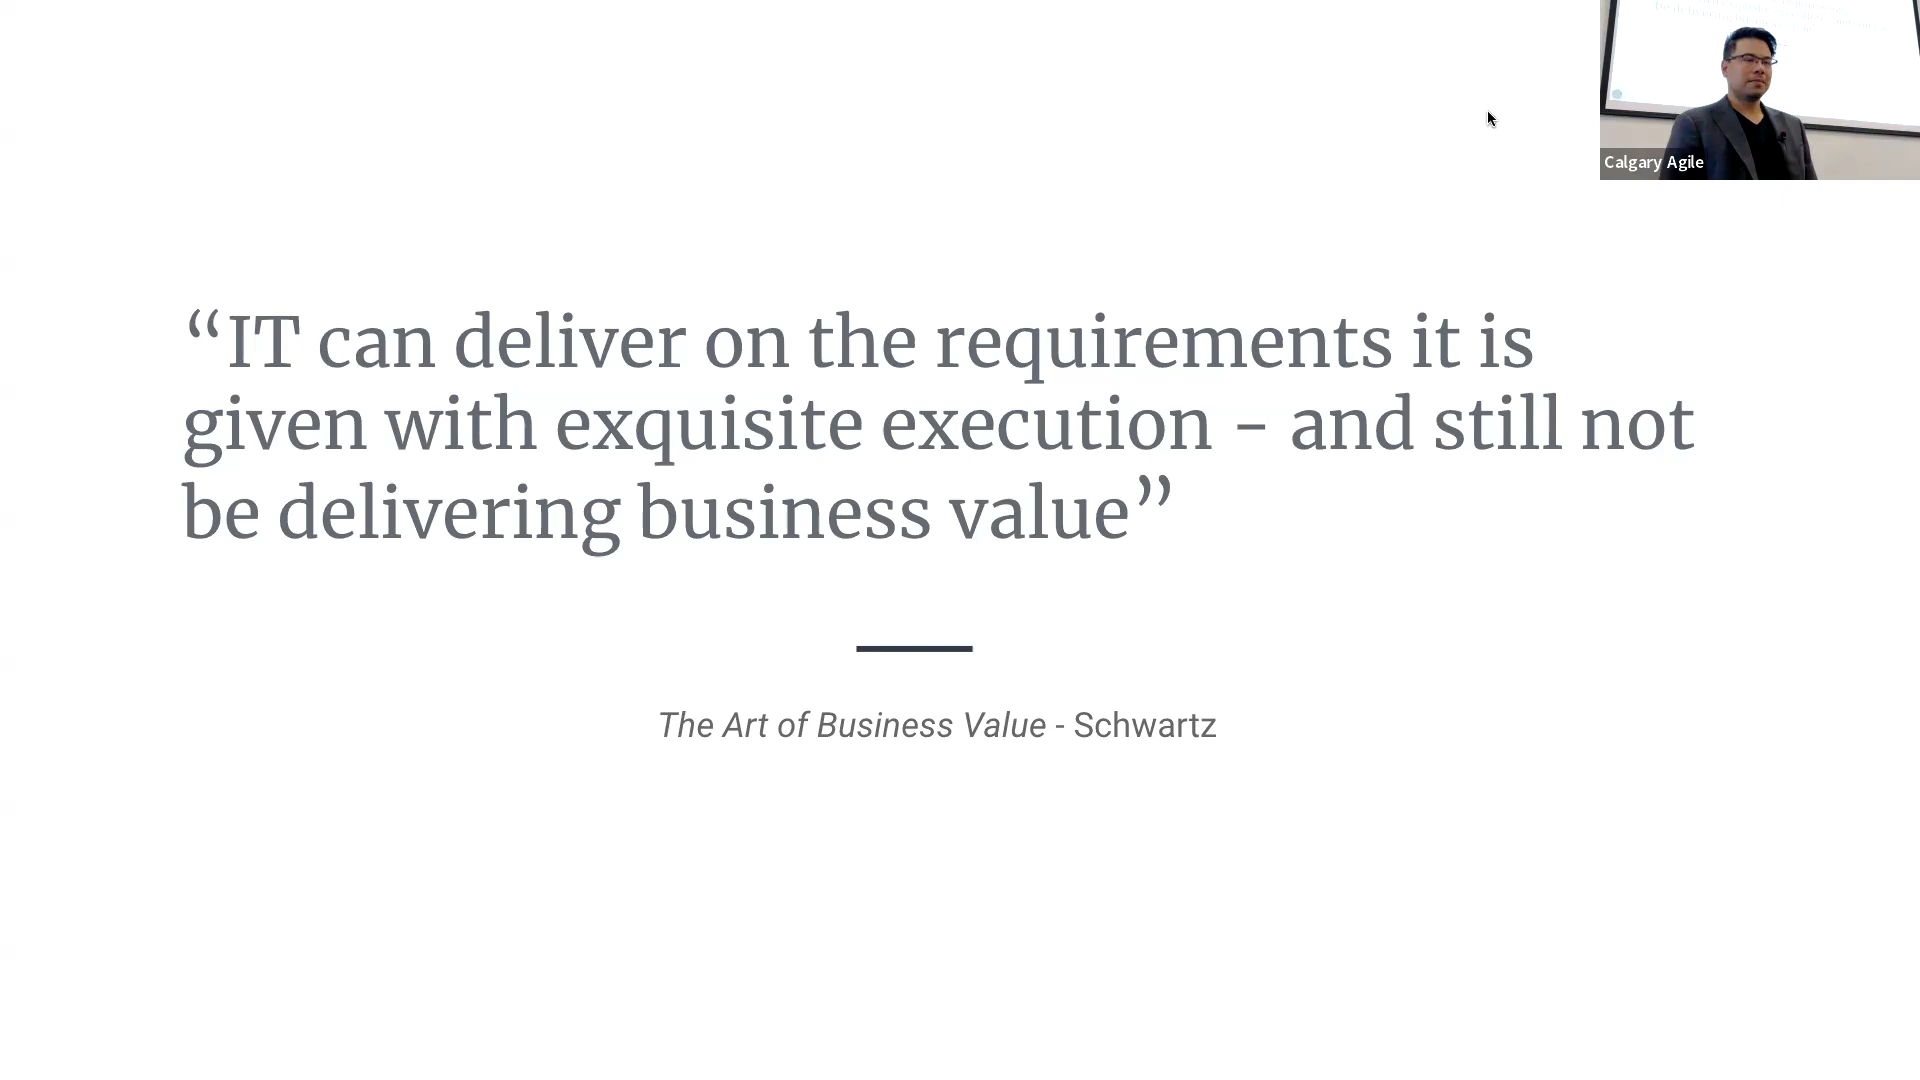 Calgary Agile
“IT can deliver on the requirements it is
given with exquisite execution - and still not
be delivering business value”
The Art of Business Value - Schwartz